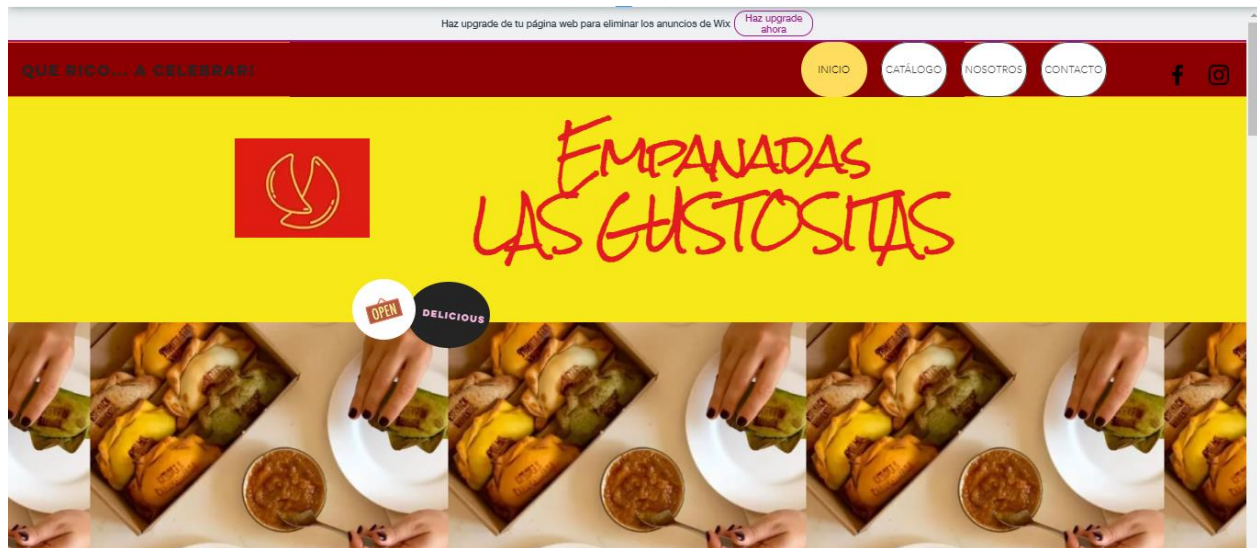 Haz upgrade de tu página web para eliminar los anuncios de Wix
Haz upgrade
ahora
QUE RICO... A CELEBRAR!
INICIO
CATÁLOGO
NOSOTROS
CONTACTO
EMPANADAS
LAS GUSTOSITAS
OPEN
DELICIOUS